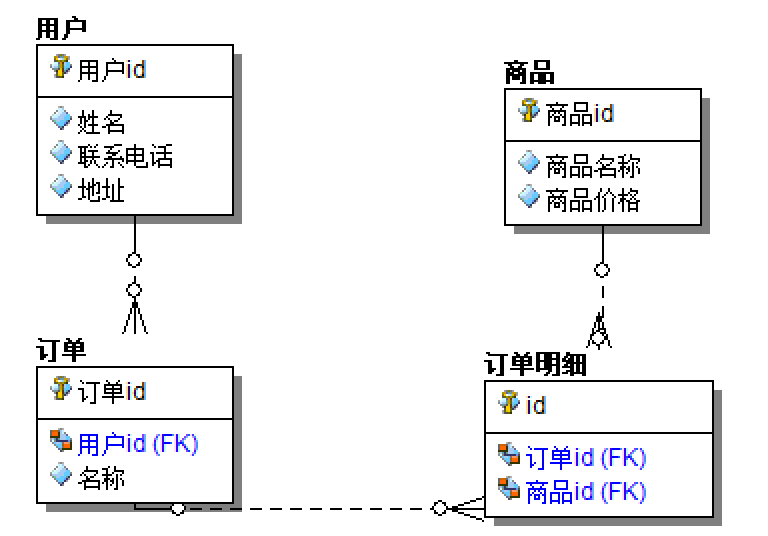 用户
用户id
姓名
联系电话
地址
商品
商品id
商品名称
商品价格
订单
订单id
用户id (FK)
名称
订单明细
id
订单id (FK)
商品id (FK)